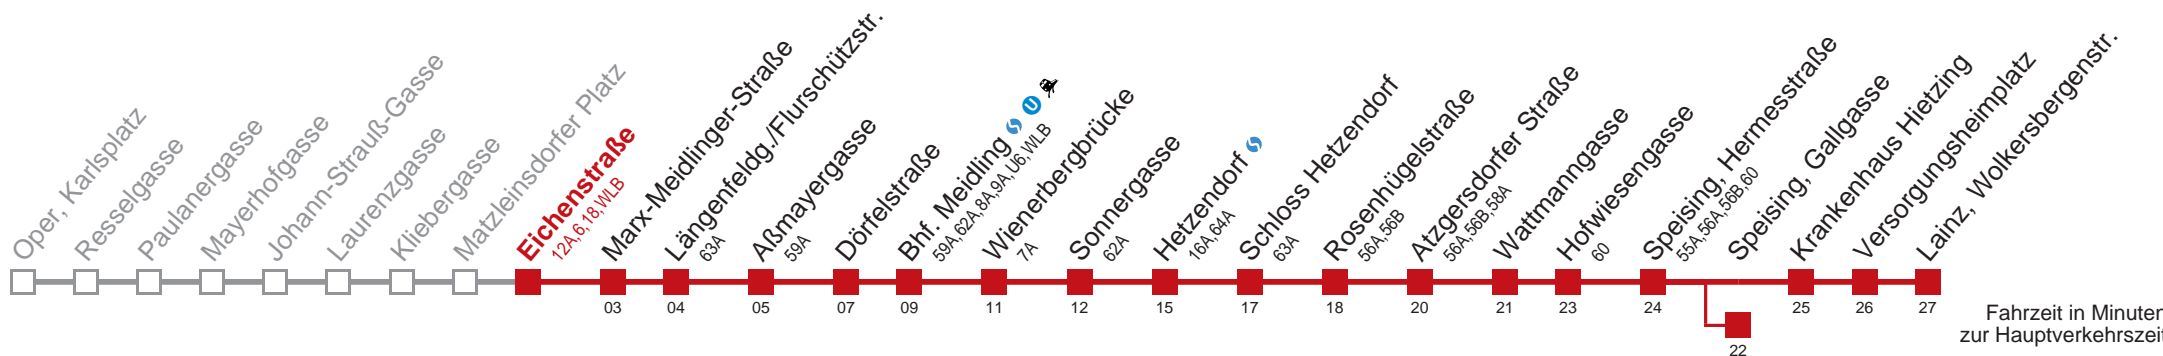 Oper, Karlsplatz
Resselgasse
Paulanergasse
Mayerhofgasse
Johann-Strauß-Gasse
Laurenzgasse
Kliebergasse
Matzleinsdorfer Platz
Eichenstraße
12A,6,18,WLB
Marx-Meidlinger-Straße
Längenfeldg./Flurschützstr.
63A
Aßmayergasse
59A
Dörfelstraße
Bhf. Meidling S U
59A,62A,8A,9A,U6,WLB
Wienerbergbrücke
7A
Sonnergasse
62A
Hetzendorf S
16A,64A
Schloss Hetzendorf
63A
Rosenhügelstraße
56A,56B
Atzgersdorfer Straße
56A,56B,58A
Wattmanngasse
Hofwiesengasse
60
Speising, Hermesstraße
55A,56A,56B,60
Speising, Gallgasse
Krankenhaus Hietzing
Versorgungsheimplatz
Lainz, Wolkersbergenstr.
03 04 05 07 09 11 12 15 17 18 20 21 23 24 25 26 27
22
Fahrzeit in Minuten
zur Hauptverkehrszeit